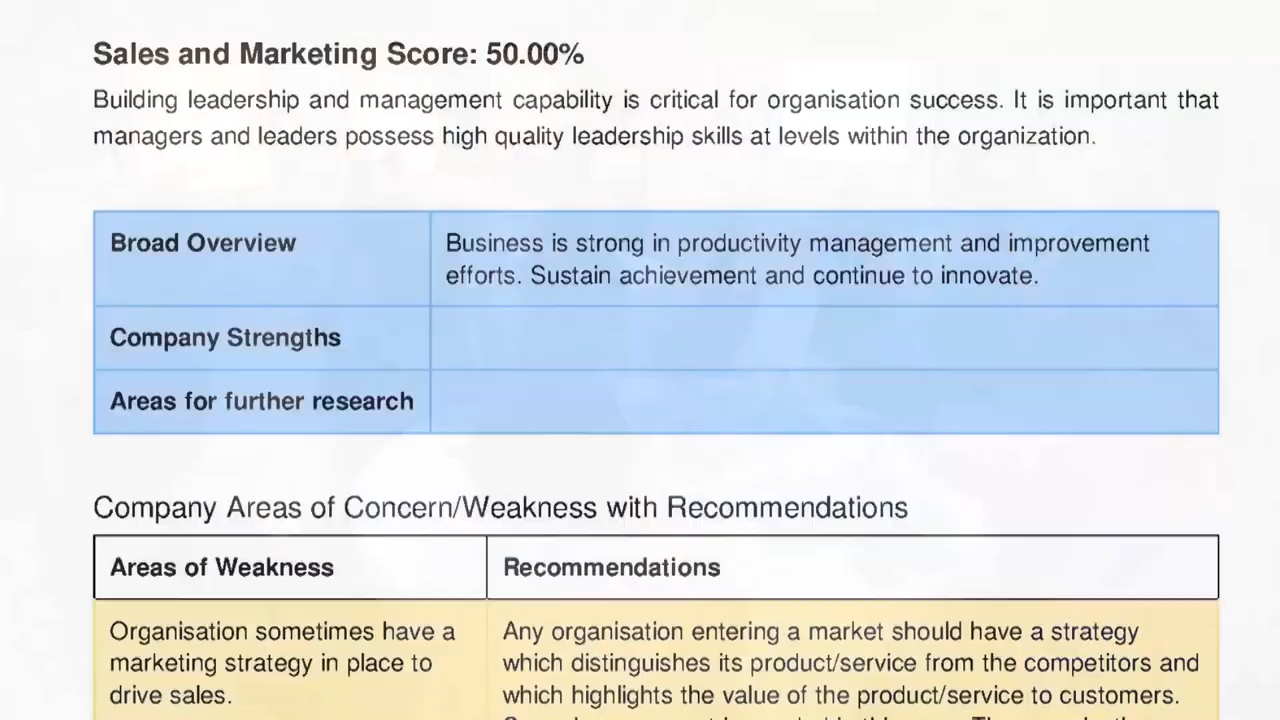 Sales and Marketing Score: 50.00%
Building leadership and management capability is critical for organisation success. It is important that
managers and leaders possess high quality leadership skills at levels within the organization.
Broad Overview
Business is strong in productivity management and improvement
efforts. Sustain achievement and continue to innovate.
Company Strengths
Areas for further research
Company Areas of Concern/Weakness with Recommendations
Areas of Weakness
Recommendations
Organisation sometimes have a
marketing strategy in place to
drive sales.
Any organisation entering a market should have a strategy
which distinguishes its product/service from the competitors and
which highlights the value of the product/service to customers.